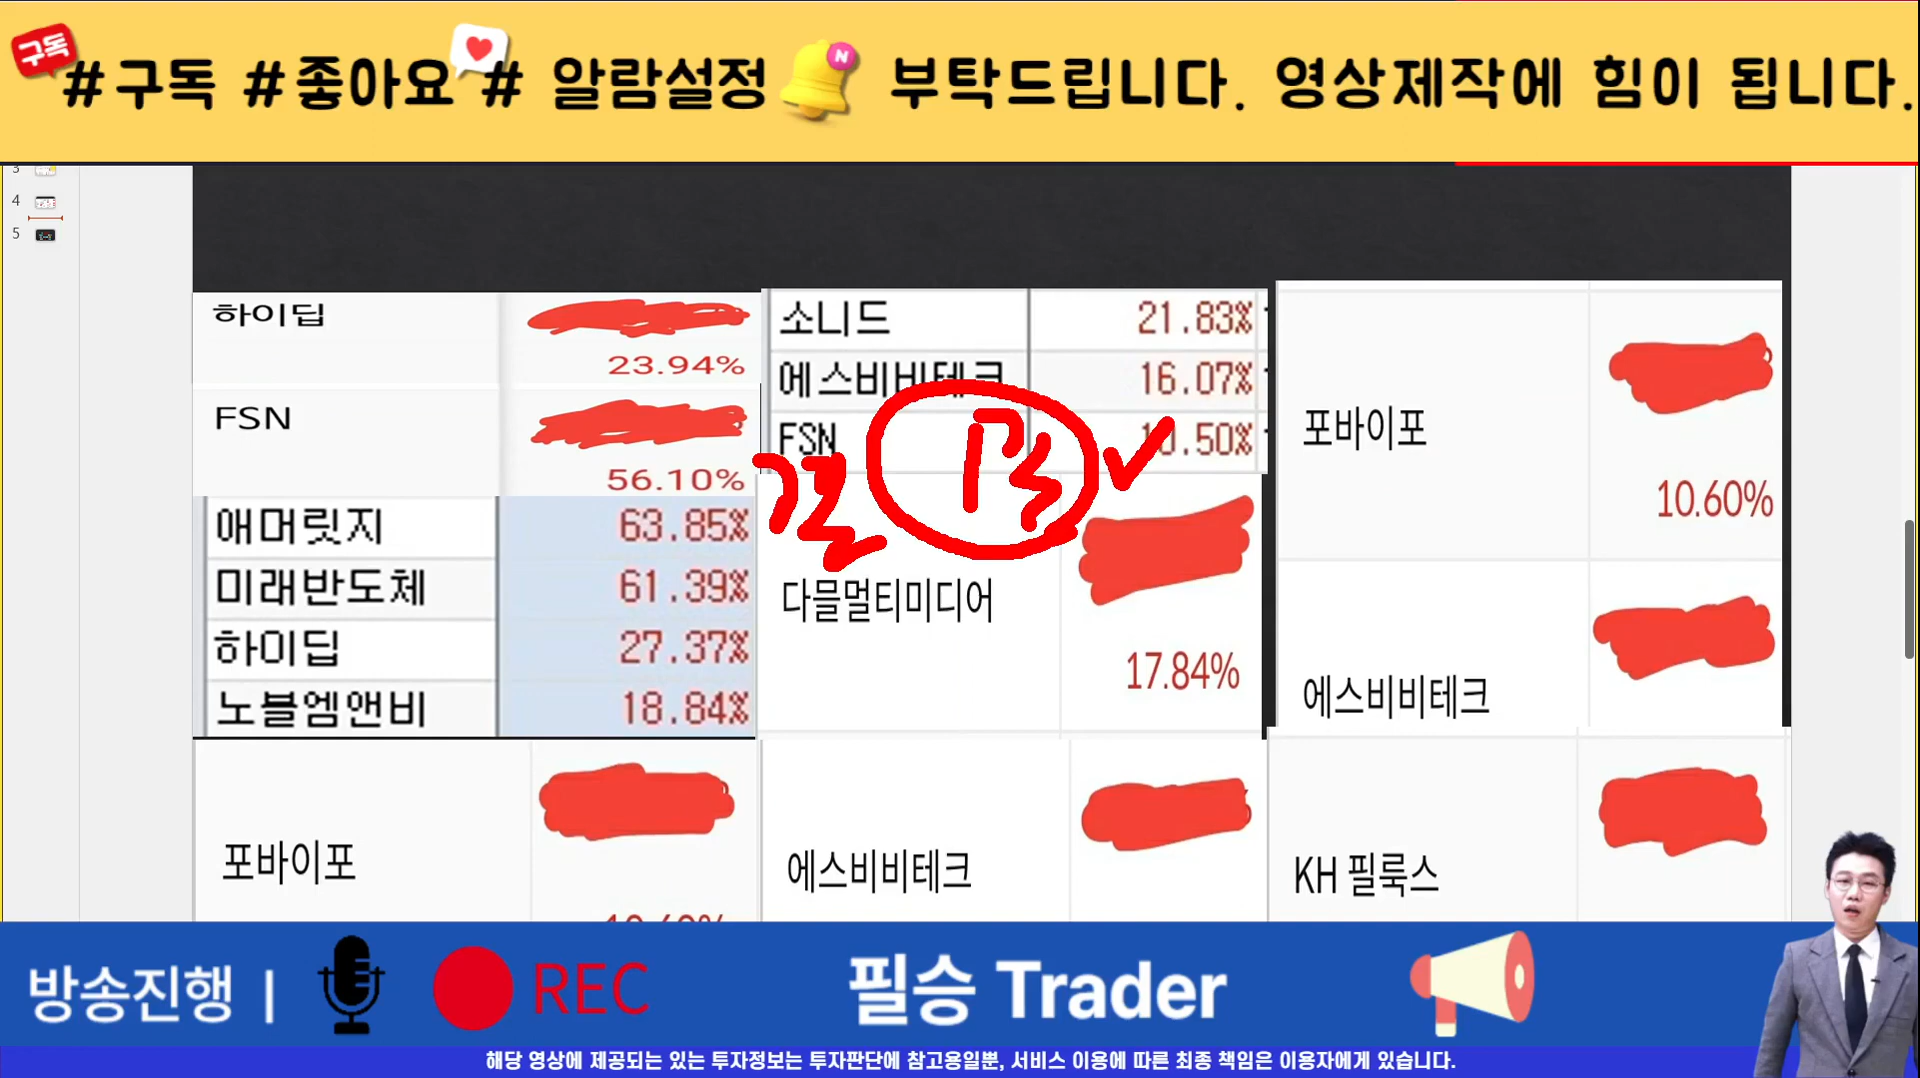 구독
#구독 #좋아요 # 알람설정 N 부탁드립니다. 영상제작에 힘이 됩니다.
3
4
5
하이딥
23.94%
FSN
56.10%
애머릿지 63.85%
미래반도체 61.39%
하이딥 27.37%
노블엠앤비 18.84%
소니드 21.83%
에스비비테크 16.07%
FSN
다믈멀티미디어
17.84%
포바이포
10.60%
에스비비테크
포바이포
에스비비테크
KH 필룩스
방송진행 | REC 필승 Trader
해당 영상에 제공되는 있는 투자정보는 투자판단에 참고용일뿐, 서비스 이용에 따른 최종 책임은 이용자에게 있습니다.